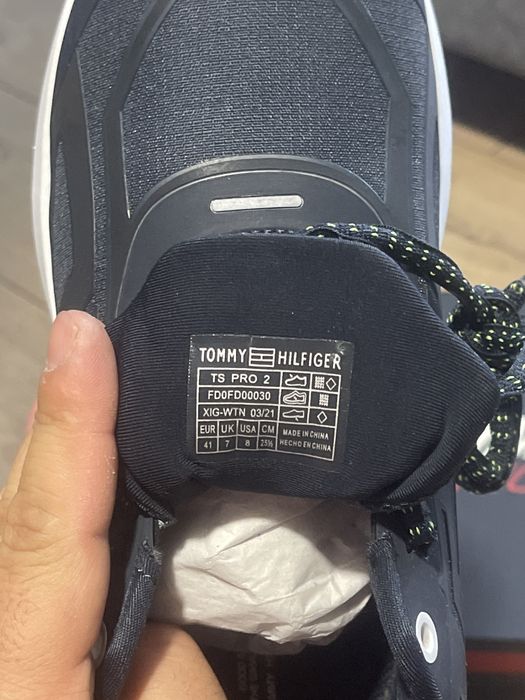 TOMMY HILFIGER
TS PRO 2
FD0FD00030
XIG-WTN 03/21
EUR UK USA CM
41 7 8 25½
MADE IN CHINA
HECHO EN CHINA